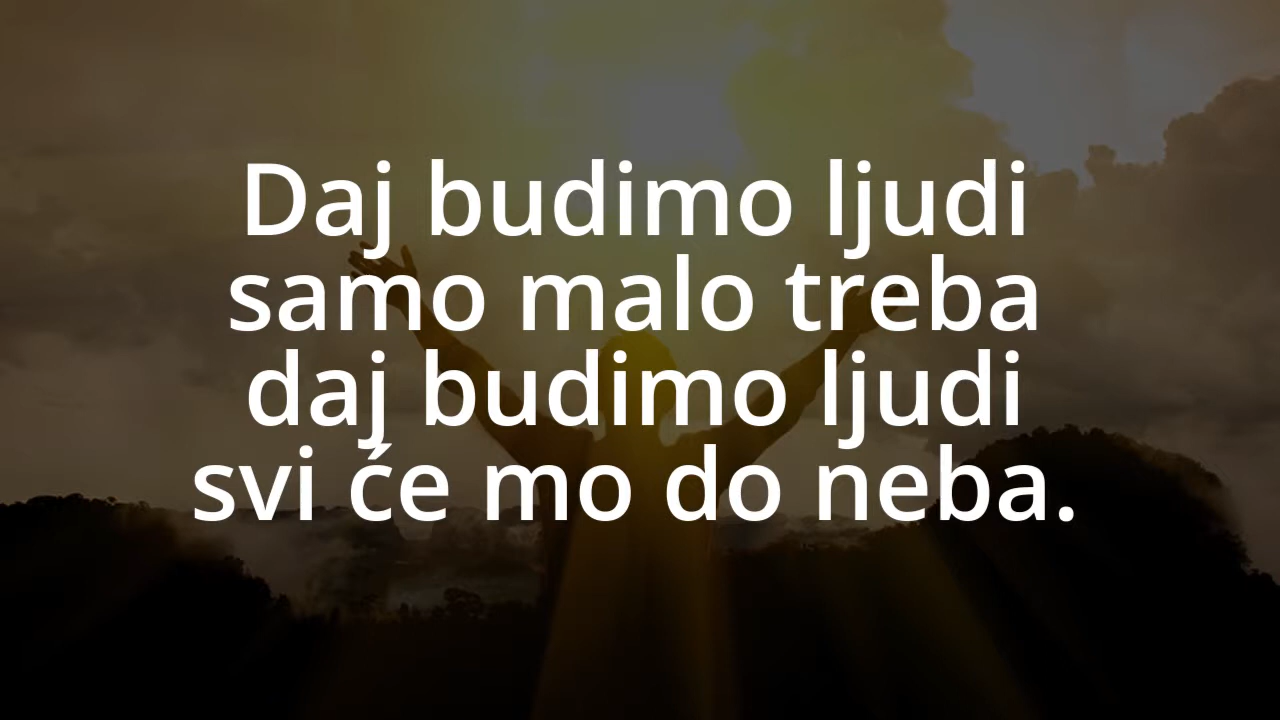 Daj budimo ljudi
samo malo treba
daj budimo ljudi
svi će mo do neba.